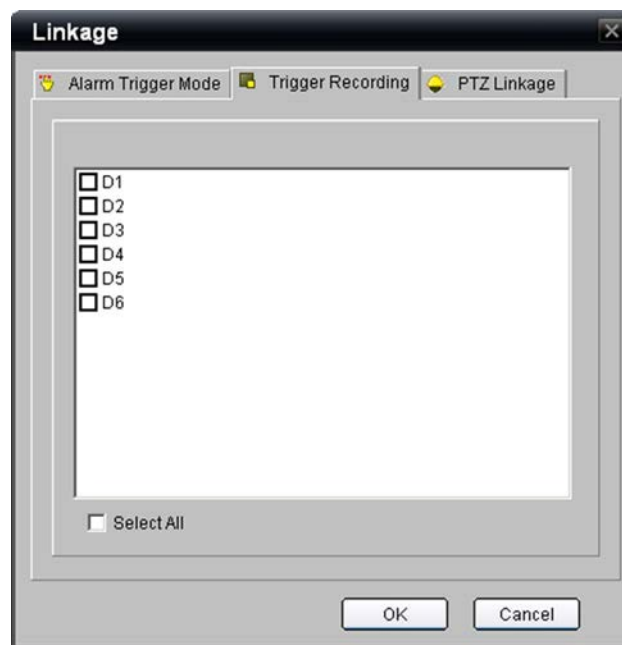 Linkage
Alarm Trigger Mode Trigger Recording PTZ Linkage
D1
D2
D3
D4
D5
D6
Select All
OK Cancel